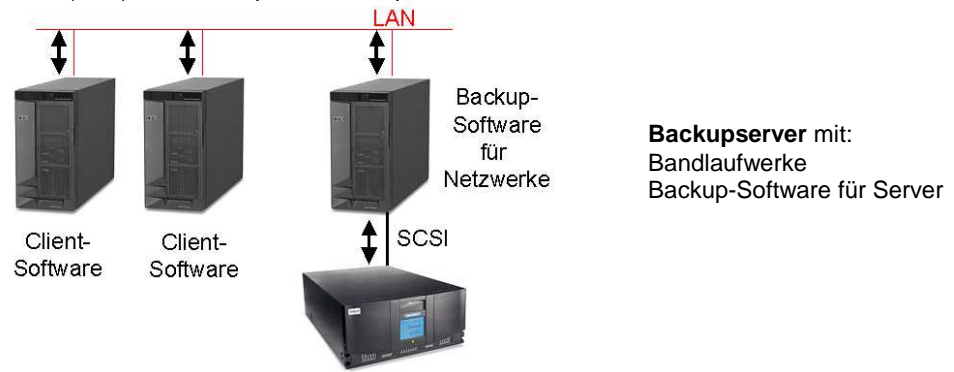 LAN
Backup-
Software
für
Netzwerke
Backupserver mit:
Bandlaufwerke
Backup-Software für Server
Client-
Software
Client-
Software
SCSI